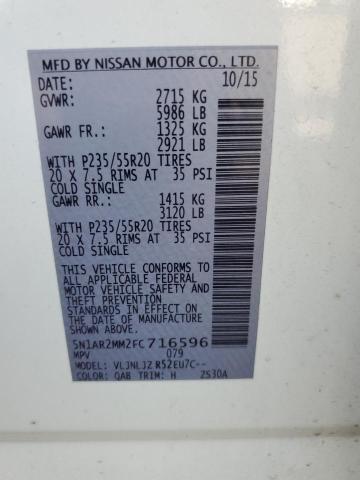 MFD BY NISSAN MOTOR CO., LTD.
DATE: 10/15
GVWR: 2715 KG
5986 LB
GAWR FR.: 1325 KG
2921 LB
WITH P235/55R20 TIRES
20 X 7.5 RIMS AT 35 PSI
COLD SINGLE
GAWR RR.: 1415 KG
3120 LB
WITH P235/55R20 TIRES
20 X 7.5 RIMS AT 35 PSI
COLD SINGLE
THIS VEHICLE CONFORMS TO
ALL APPLICABLE FEDERAL
MOTOR VEHICLE SAFETY AND
THEFT PREVENTION
STANDARDS IN EFFECT ON
THE DATE OF MANUFACTURE
SHOWN ABOVE.
5N1AR2MM2FC716596
MPV 079
MODEL: VLJNLJZ R52EU7C--
COLOR: QAB TRIM: H ZS30A